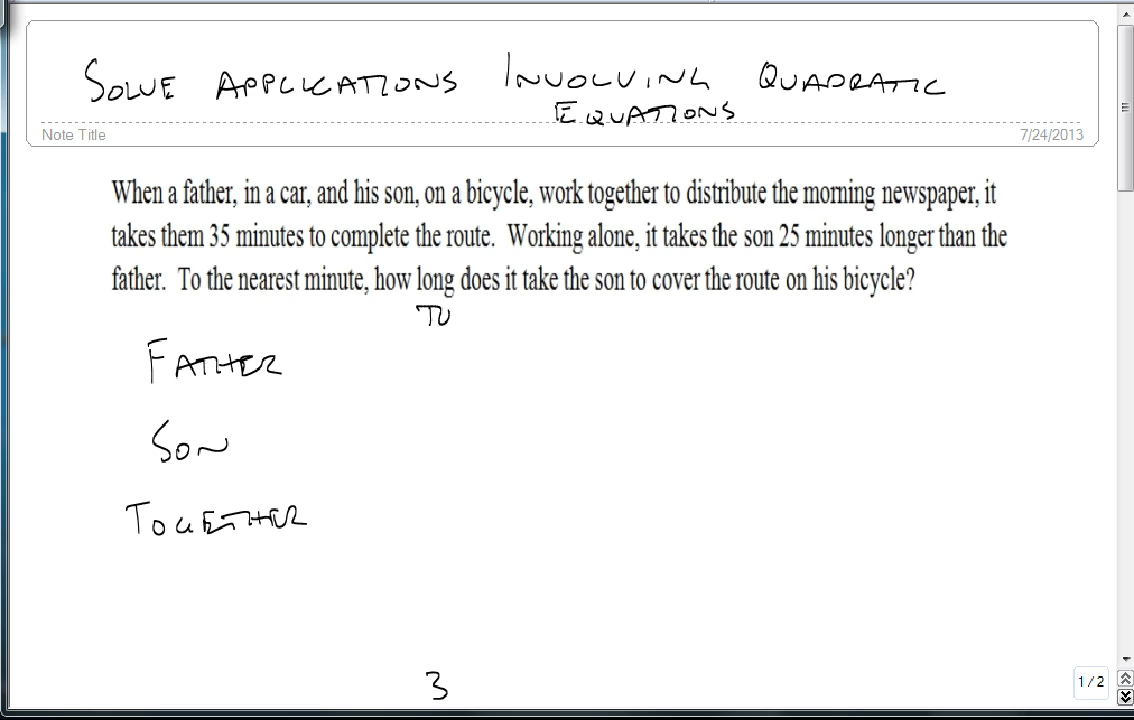 SOLVE APPLICATIONS INVOLVING QUADRATIC
EQUATIONS
Note Title
7/24/2013
When a father, in a car, and his son, on a bicycle, work together to distribute the morning newspaper, it
takes them 35 minutes to complete the route. Working alone, it takes the son 25 minutes longer than the
father. To the nearest minute, how long does it take the son to cover the route on his bicycle?
FATHER
SON
TOGETHER
3
1 / 2